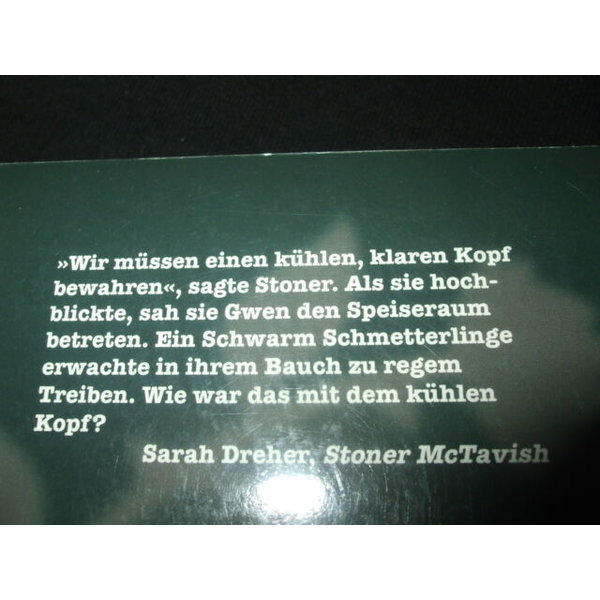 »Wir müssen einen kühlen, klaren Kopf
bewahren«, sagte Stoner. Als sie hoch-
blickte, sah sie Gwen den Speiseraum
betreten. Ein Schwarm Schmetterlinge
erwachte in ihrem Bauch zu regem
Treiben. Wie war das mit dem kühlen
Kopf?
Sarah Dreher, Stoner McTavish